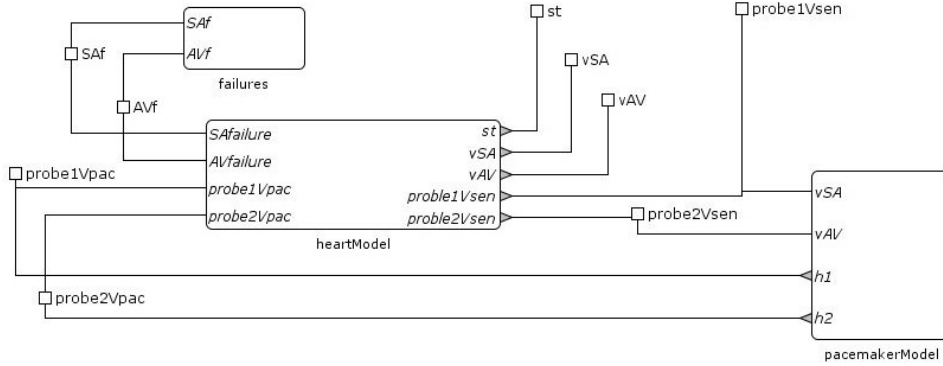 SAf
AVf
failures
SAf
AVf
st
vSA
vAV
probe1Vsen
SAfailure
AVfailure
probe1Vpac
probe2Vpac
st
vSA
vAV
proble1Vsen
proble2Vsen
heartModel
probe1Vpac
probe2Vpac
probe2Vsen
vSA
vAV
h1
h2
pacemakerModel